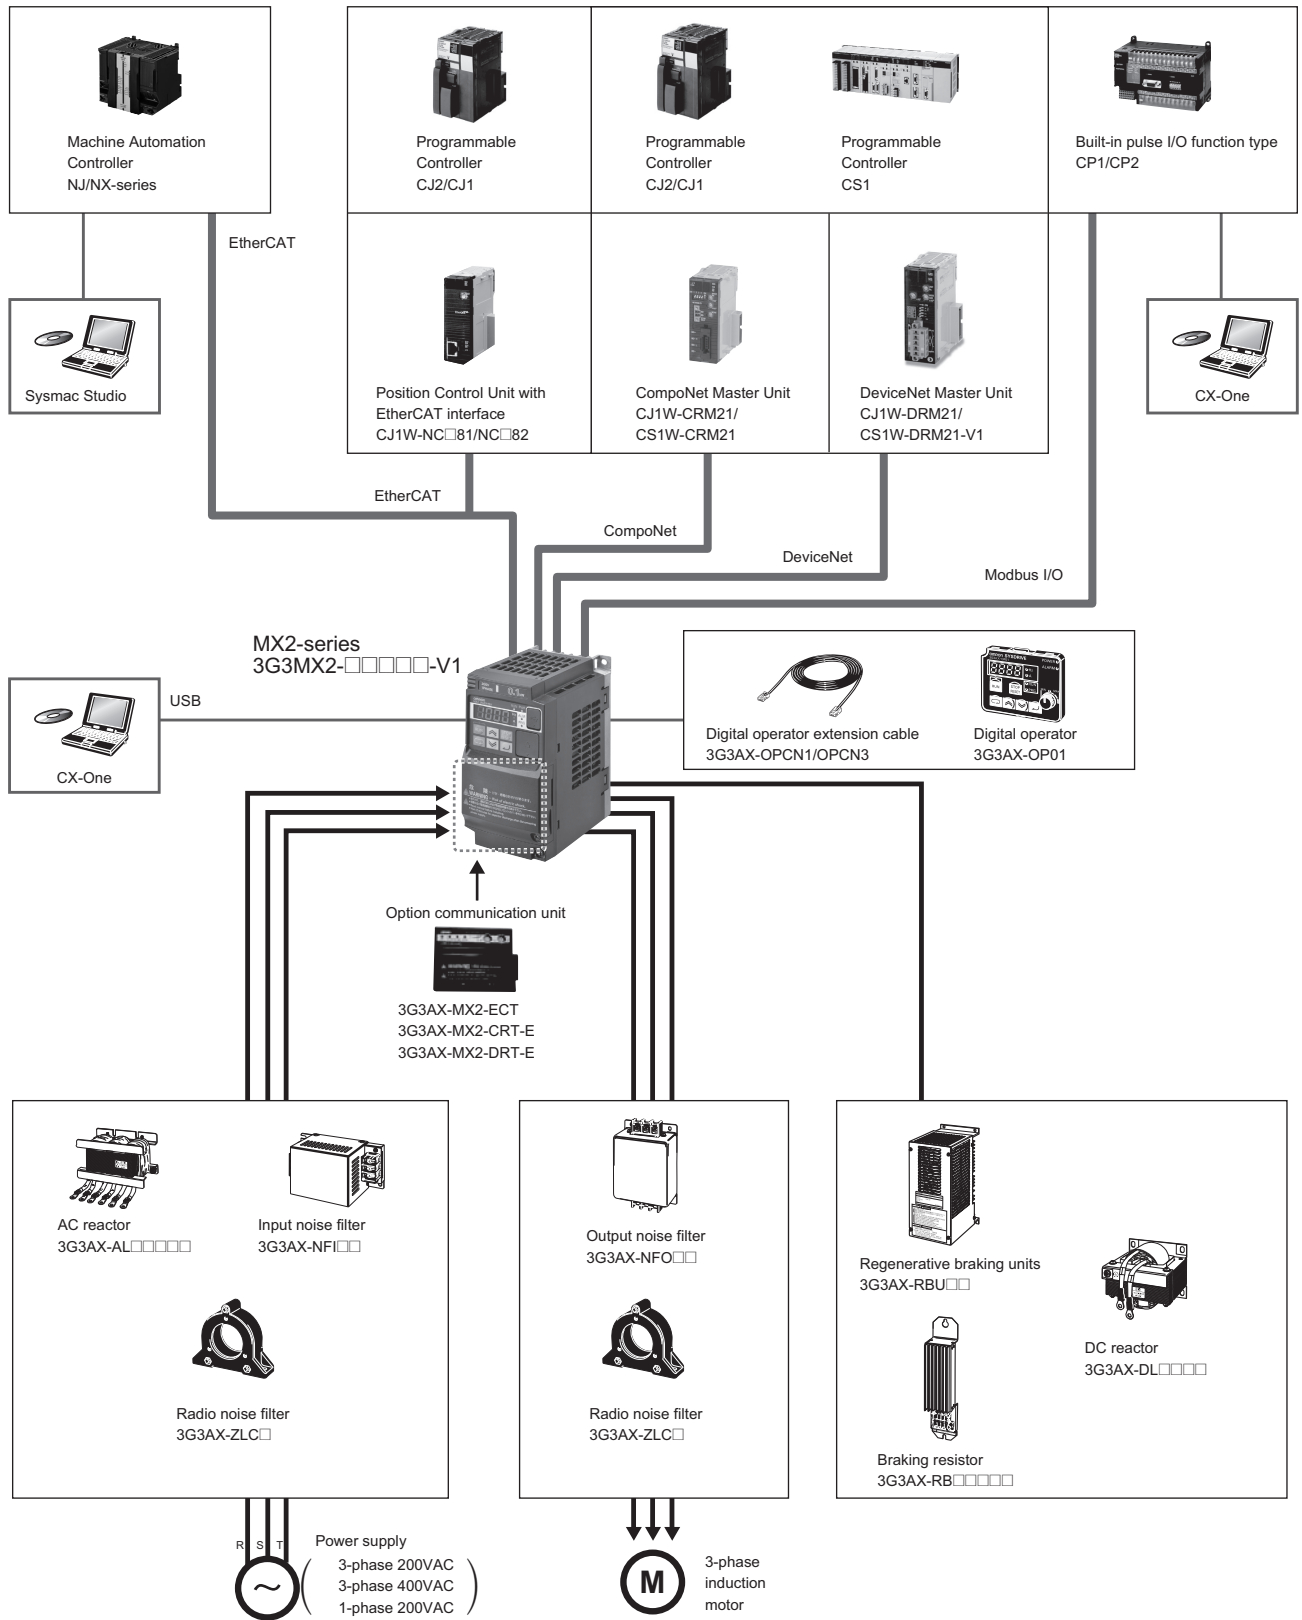 Machine Automation
Controller
NJ/NX-series
Programmable
Controller
CJ2/CJ1
Programmable
Controller
CJ2/CJ1
Programmable
Controller
CS1
Built-in pulse I/O function type
CP1/CP2
EtherCAT
Sysmac Studio
Position Control Unit with
EtherCAT interface
CJ1W-NC□81/NC□82
CompoNet Master Unit
CJ1W-CRM21/
CS1W-CRM21
DeviceNet Master Unit
CJ1W-DRM21/
CS1W-DRM21-V1
CX-One
EtherCAT
CompoNet
DeviceNet
Modbus I/O
MX2-series
3G3MX2-□□□□□-V1
USB
CX-One
Digital operator extension cable
3G3AX-OPCN1/OPCN3
Digital operator
3G3AX-OP01
Option communication unit
3G3AX-MX2-ECT
3G3AX-MX2-CRT-E
3G3AX-MX2-DRT-E
AC reactor
3G3AX-AL□□□□□
Input noise filter
3G3AX-NFI□□
Radio noise filter
3G3AX-ZLC□
Output noise filter
3G3AX-NFO□□
Radio noise filter
3G3AX-ZLC□
Regenerative braking units
3G3AX-RBU□□
DC reactor
3G3AX-DL□□□□
Braking resistor
3G3AX-RB□□□□□
R S T
Power supply
3-phase 200VAC
3-phase 400VAC
1-phase 200VAC
M
3-phase
induction
motor